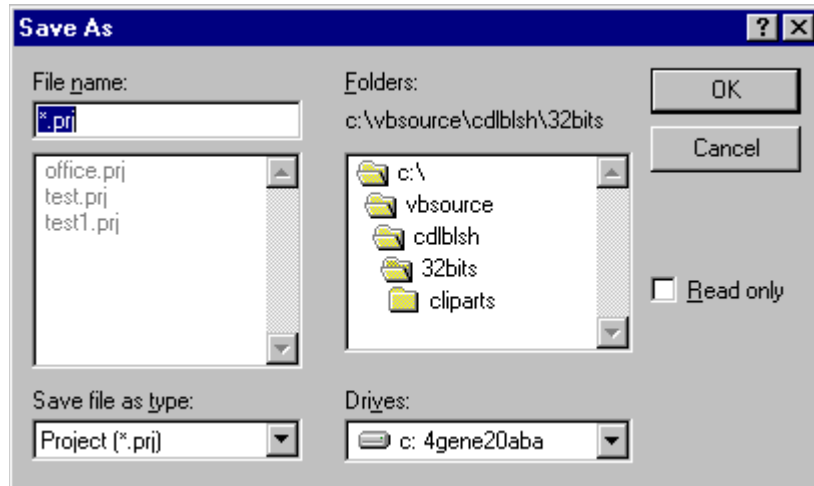 Save As
File name:
*.prj
office.prj
test.prj
test1.prj
Save file as type:
Project (*.prj)
Folders:
c:\vbsource\cdlblsh\32bits
c:\
vbsource
cdlblsh
32bits
cliparts
Drives:
c: 4gene20aba
OK
Cancel
Read only